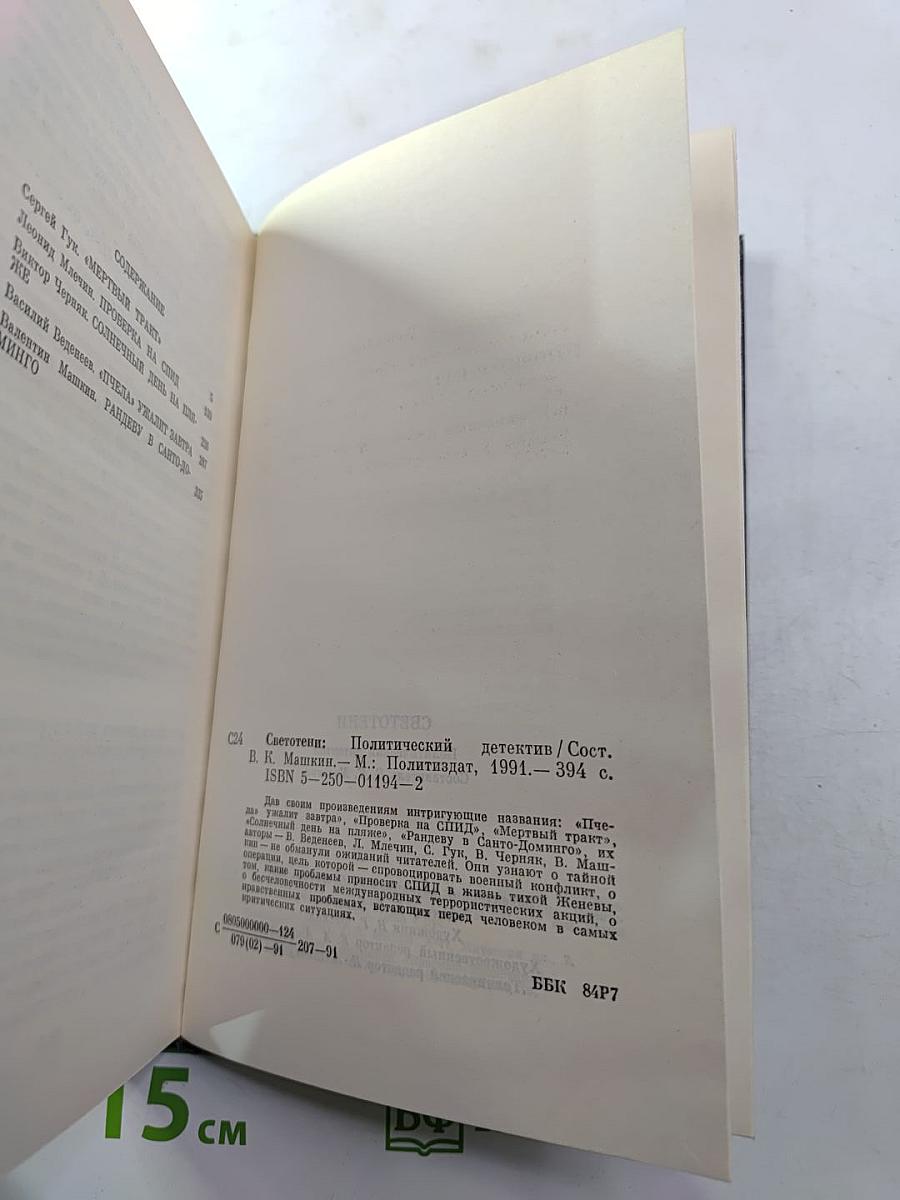 СОДЕРЖАНИЕ
Сергей Гук. «МЕРТВЫЙ ТРАКТ» 5
Леонид Млечин. ПРОВЕРКА НА СПИД
Виктор Черняк. СОЛНЕЧНЫЙ ДЕНЬ НА ПЛЯ-
ЖЕ
Василий Веденеев. «ПЧЕЛА» УЖАЛИТ ЗАВТРА 287
Валентин Машкин. РАНДЕВУ В САНТО-ДО-
МИНГО
СВЕТОТЕНИ
С24 Светотени: Политический детектив / Сост.
В. К. Машкин.— М.: Политиздат, 1991.— 394 с.
ISBN 5—250—01194—2
Дав своим произведениям интригующие названия: «Пче-
ла» ужалит завтра», «Проверка на СПИД», «Мертвый тракт»,
«Солнечный день на пляже», «Рандеву в Санто-Доминго», их
авторы — В. Веденеев, Л. Млечин, С. Гук, В. Черняк, В. Маш-
кин — не обманули ожиданий читателей. Они узнают о тайной
операции, цель которой — спровоцировать военный конфликт, о
том, какие проблемы приносит СПИД в жизнь тихой Женевы,
о бесчеловечности международных террористических акций, о
нравственных проблемах, встающих перед человеком в самых
критических ситуациях.
С 0805000000—124
079(02)—91 207—91
ББК 84Р7
15 см
БФ